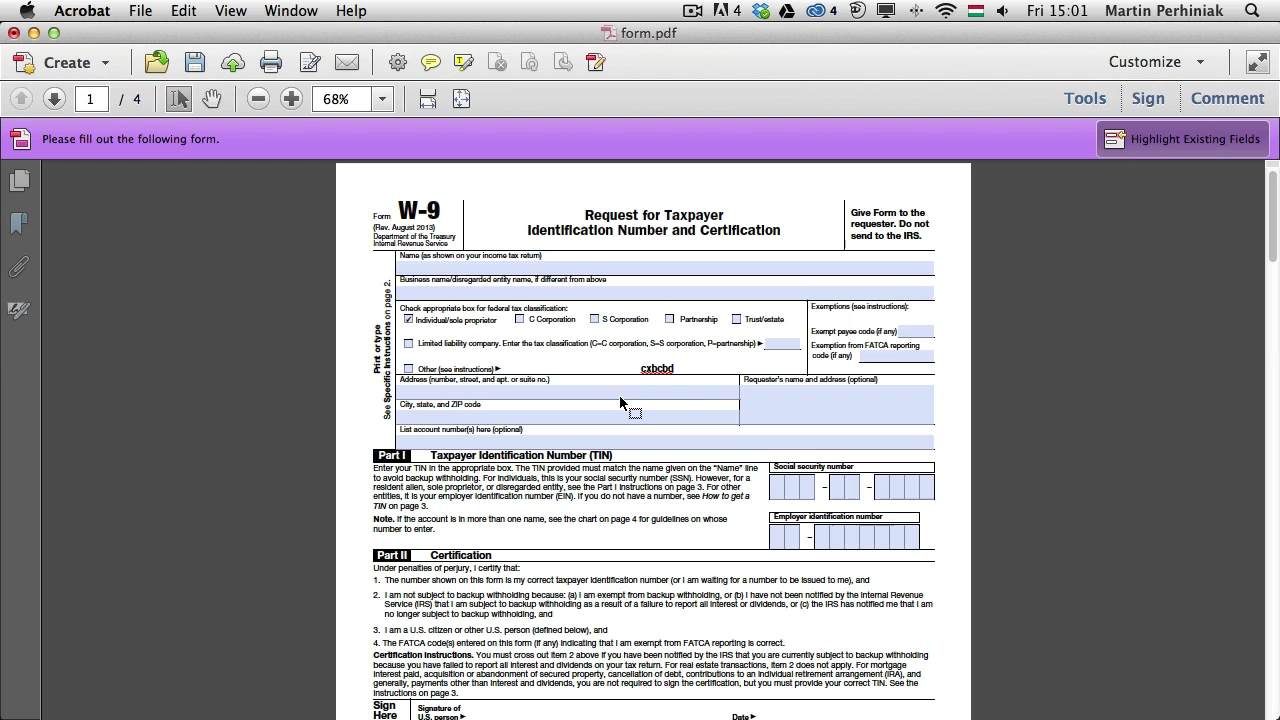 Acrobat File Edit View Window Help 4 4 Fri 15:01 Martin Perhiniak
form.pdf
Create Customize
1 / 4 68% Tools Sign Comment
Please fill out the following form. Highlight Existing Fields
Form W-9
(Rev. August 2013)
Department of the Treasury
Internal Revenue Service
Request for Taxpayer
Identification Number and Certification
Give Form to the
requester. Do not
send to the IRS.
Print or type
See Specific Instructions on page 2.
Name (as shown on your income tax return)
Business name/disregarded entity name, if different from above
Check appropriate box for federal tax classification:
Individual/sole proprietor C Corporation S Corporation Partnership Trust/estate
Limited liability company. Enter the tax classification (C=C corporation, S=S corporation, P=partnership) ▶
Other (see instructions) ▶ cxbcbd
Exemptions (see instructions):
Exempt payee code (if any)
Exemption from FATCA reporting
code (if any)
Address (number, street, and apt. or suite no.)
Requester's name and address (optional)
City, state, and ZIP code
List account number(s) here (optional)
Part I Taxpayer Identification Number (TIN)
Enter your TIN in the appropriate box. The TIN provided must match the name given on the "Name" line
to avoid backup withholding. For individuals, this is your social security number (SSN). However, for a
resident alien, sole proprietor, or disregarded entity, see the Part I instructions on page 3. For other
entities, it is your employer identification number (EIN). If you do not have a number, see How to get a
TIN on page 3.
Note. If the account is in more than one name, see the chart on page 4 for guidelines on whose
number to enter.
Social security number
– –
Employer identification number
–
Part II Certification
Under penalties of perjury, I certify that:
1. The number shown on this form is my correct taxpayer identification number (or I am waiting for a number to be issued to me), and
2. I am not subject to backup withholding because: (a) I am exempt from backup withholding, or (b) I have not been notified by the Internal Revenue
Service (IRS) that I am subject to backup withholding as a result of a failure to report all interest or dividends, or (c) the IRS has notified me that I am
no longer subject to backup withholding, and
3. I am a U.S. citizen or other U.S. person (defined below), and
4. The FATCA code(s) entered on this form (if any) indicating that I am exempt from FATCA reporting is correct.
Certification instructions. You must cross out item 2 above if you have been notified by the IRS that you are currently subject to backup withholding
because you have failed to report all interest and dividends on your tax return. For real estate transactions, item 2 does not apply. For mortgage
interest paid, acquisition or abandonment of secured property, cancellation of debt, contributions to an individual retirement arrangement (IRA), and
generally, payments other than interest and dividends, you are not required to sign the certification, but you must provide your correct TIN. See the
instructions on page 3.
Sign
Here
Signature of
U.S. person ▶ Date ▶